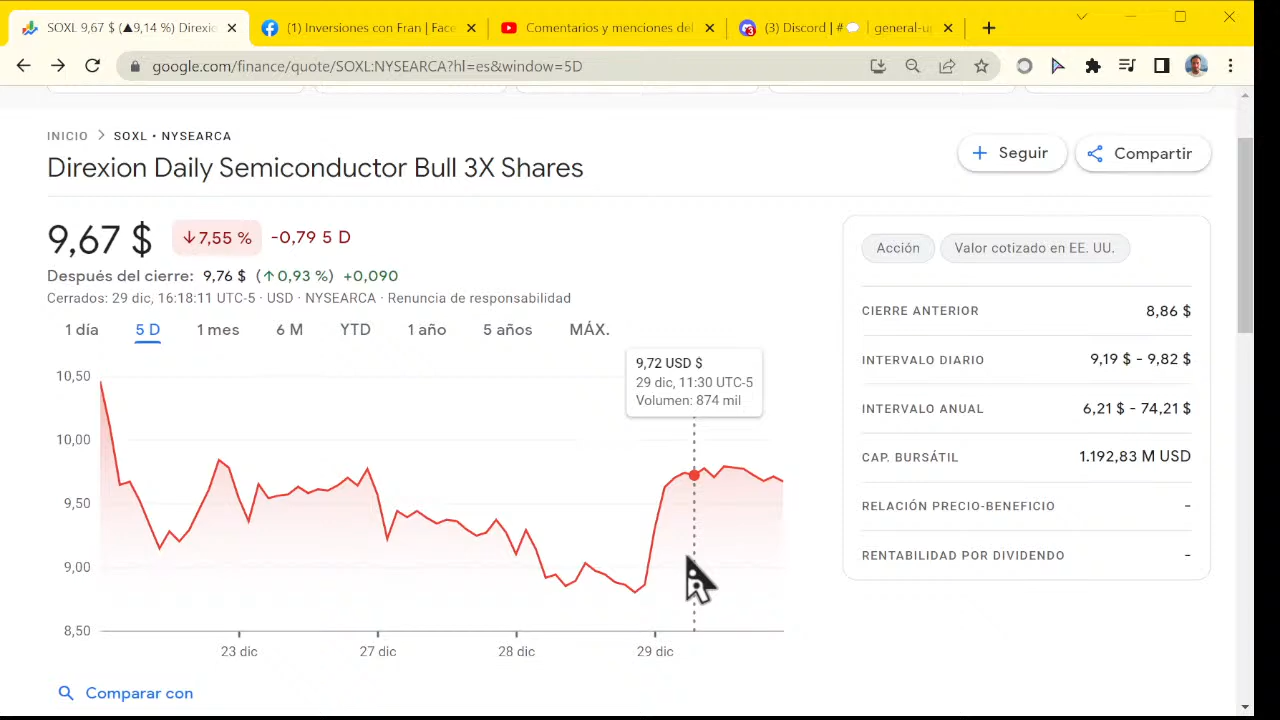 SOXL 9,67 $ (▲9,14 %) Direxio
(1) Inversiones con Fran | Face
Comentarios y menciones del
(3) Discord | #💬 | general-u
google.com/finance/quote/SOXL:NYSEARCA?hl=es&window=5D
INICIO > SOXL • NYSEARCA
Direxion Daily Semiconductor Bull 3X Shares
+ Seguir
Compartir
9,67 $ ↓7,55 % -0,79 5 D
Después del cierre: 9,76 $ (↑0,93 %) +0,090
Cerrados: 29 dic, 16:18:11 UTC-5 · USD · NYSEARCA · Renuncia de responsabilidad
1 día 5 D 1 mes 6 M YTD 1 año 5 años MÁX.
9,72 USD $
29 dic, 11:30 UTC-5
Volumen: 874 mil
10,50
10,00
9,50
9,00
8,50
23 dic 27 dic 28 dic 29 dic
Comparar con
Acción Valor cotizado en EE. UU.
CIERRE ANTERIOR 8,86 $
INTERVALO DIARIO 9,19 $ - 9,82 $
INTERVALO ANUAL 6,21 $ - 74,21 $
CAP. BURSÁTIL 1.192,83 M USD
RELACIÓN PRECIO-BENEFICIO -
RENTABILIDAD POR DIVIDENDO -